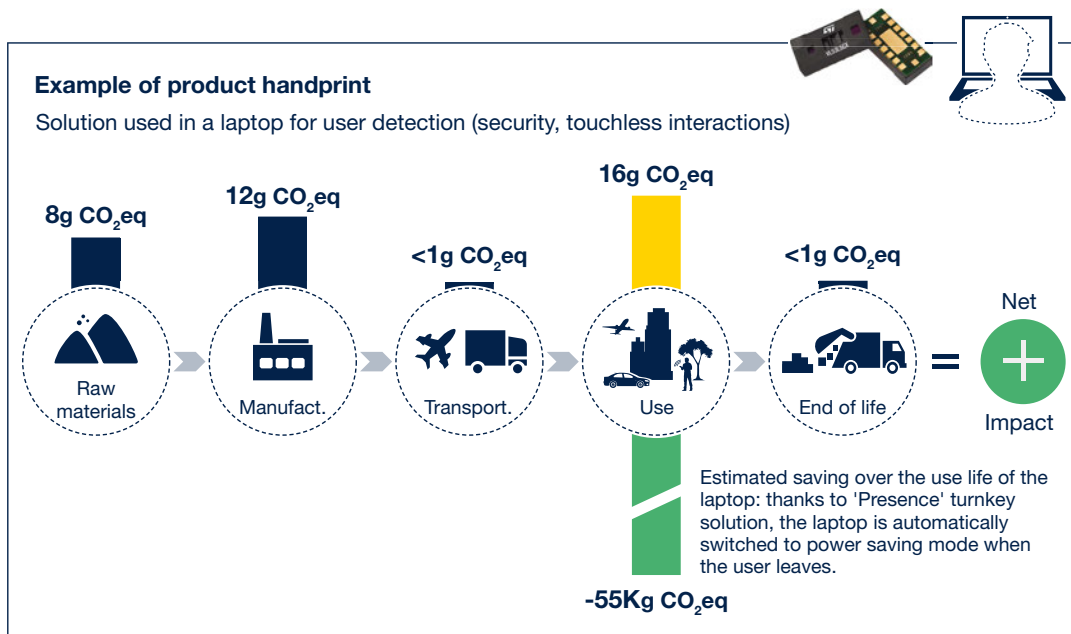 Example of product handprint
Solution used in a laptop for user detection (security, touchless interactions)
8g CO₂eq
12g CO₂eq
<1g CO₂eq
16g CO₂eq
<1g CO₂eq
Raw
materials
Manufact.
Transport.
Use
End of life
=
Net
+
Impact
Estimated saving over the use life of the
laptop: thanks to 'Presence' turnkey
solution, the laptop is automatically
switched to power saving mode when
the user leaves.
-55Kg CO₂eq